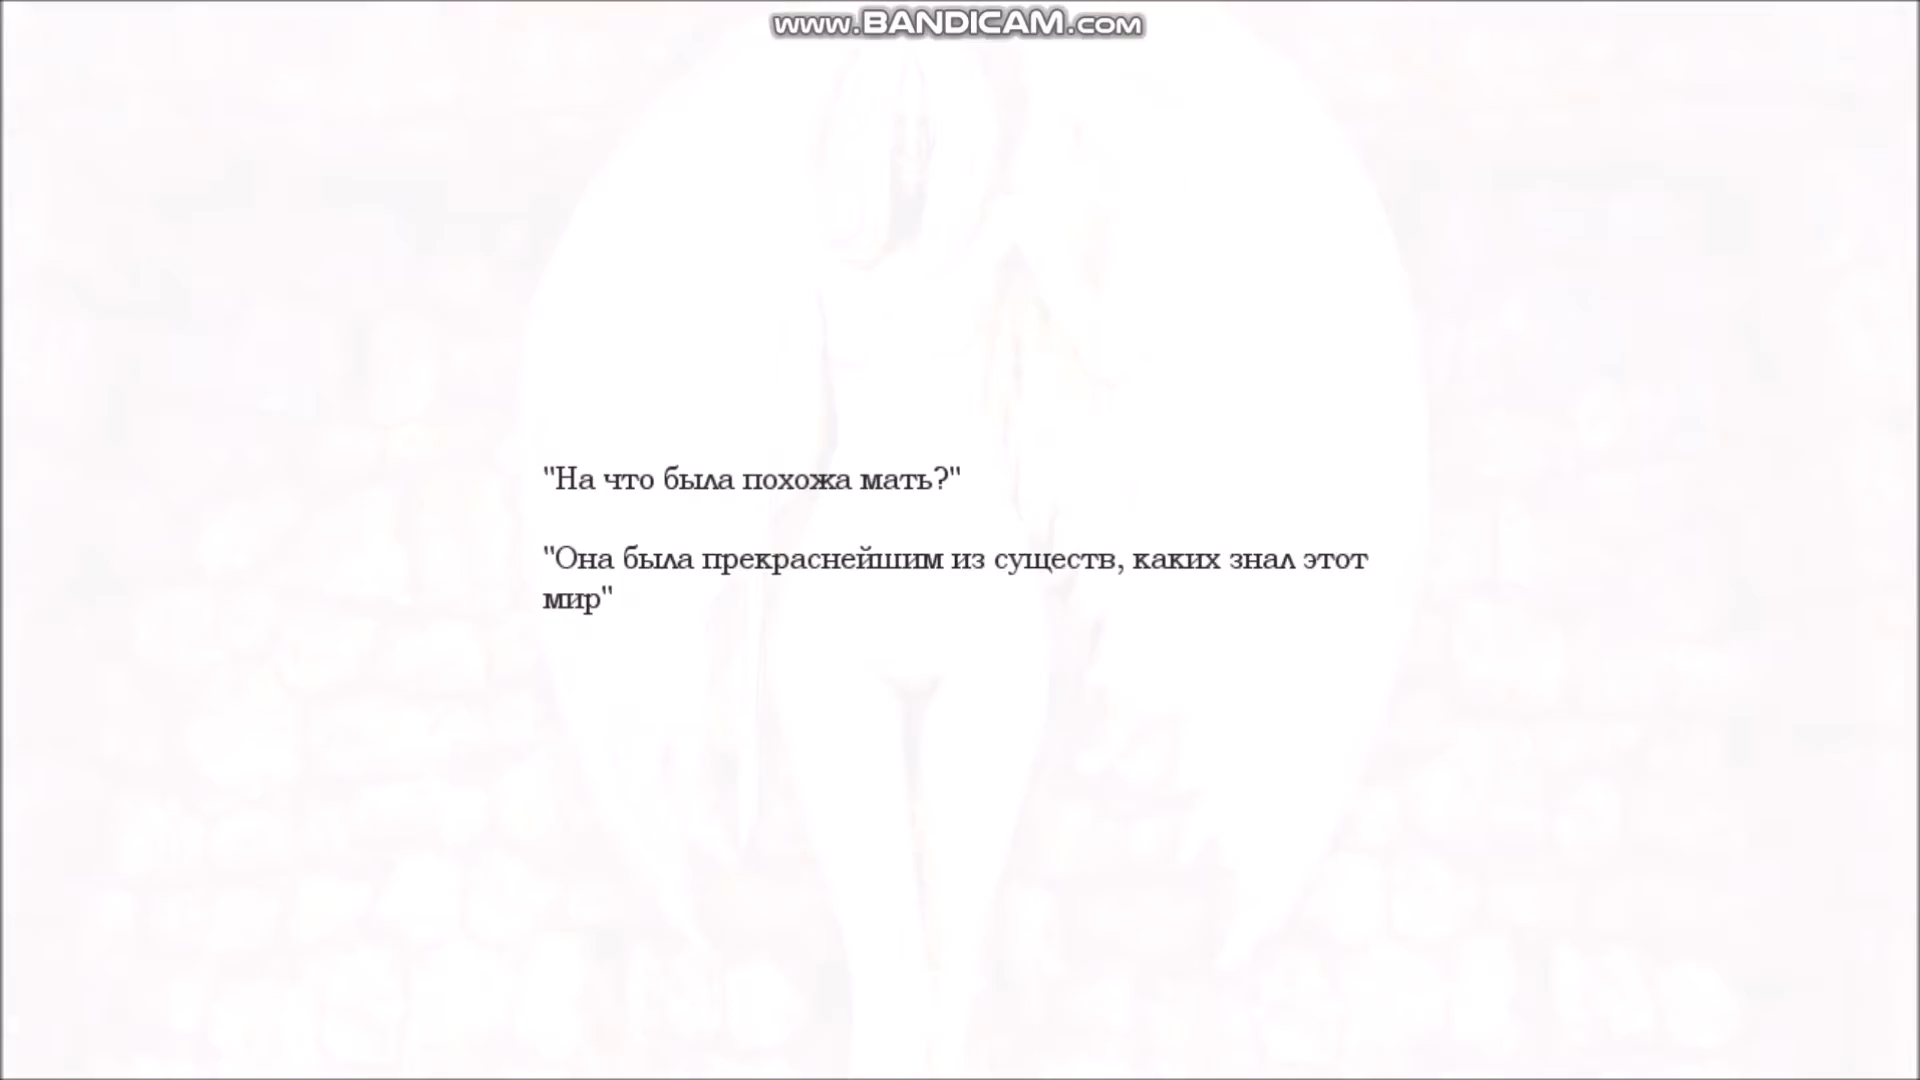 www.BANDICAM.com
"На что была похожа мать?"
"Она была прекраснейшим из существ, каких знал этот
мир"